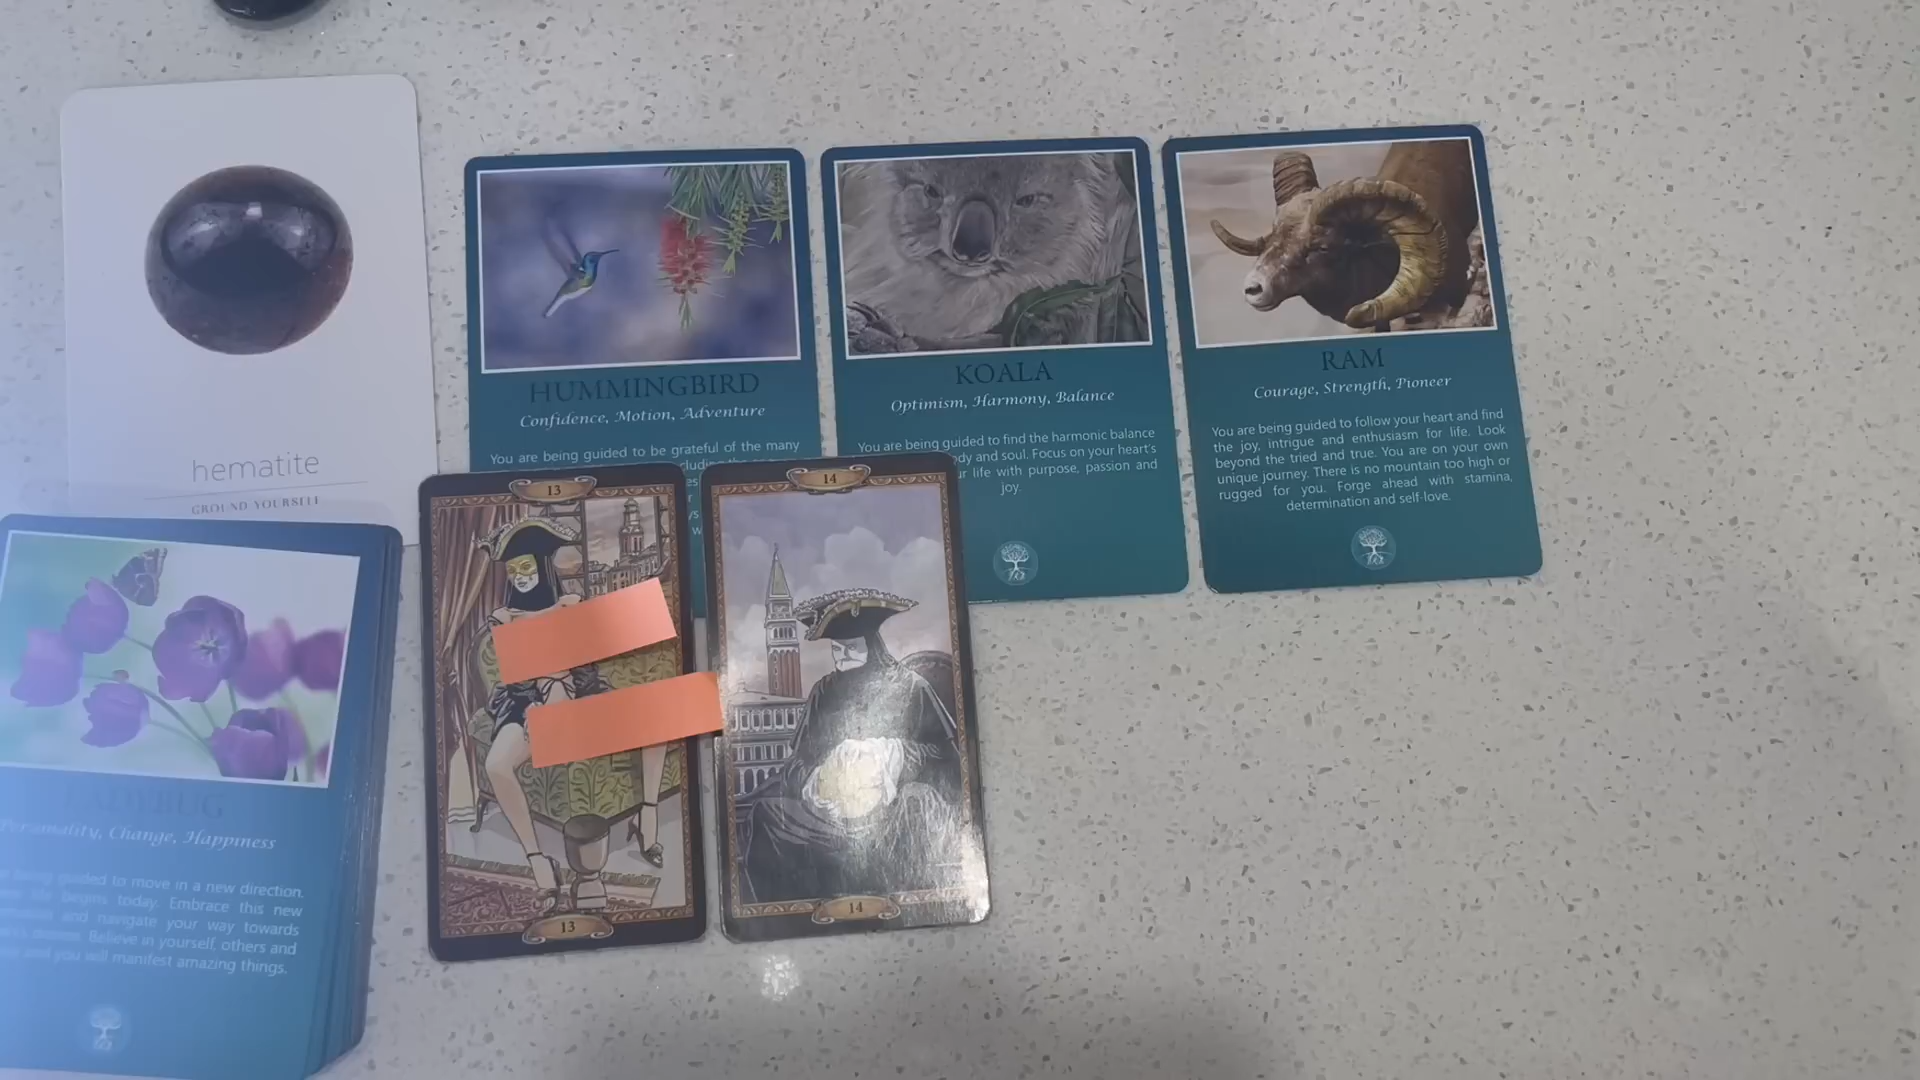 hematite
GROUND YOURSELF
HUMMINGBIRD
Confidence, Motion, Adventure
You are being guided to be grateful of the many
KOALA
Optimism, Harmony, Balance
You are being guided to find the harmonic balance
body and soul. Focus on your heart's
life with purpose, passion and
joy.
RAM
Courage, Strength, Pioneer
You are being guided to follow your heart and find
the joy, intrigue and enthusiasm for life. Look
beyond the tried and true. You are on your own
unique journey. There is no mountain too high or
rugged for you. Forge ahead with stamina,
determination and self-love.
13
13
14
14
LADYBUG
Personality, Change, Happiness
being guided to move in a new direction.
life begins today. Embrace this new
and navigate your way towards
Believe in yourself, others and
and you will manifest amazing things.